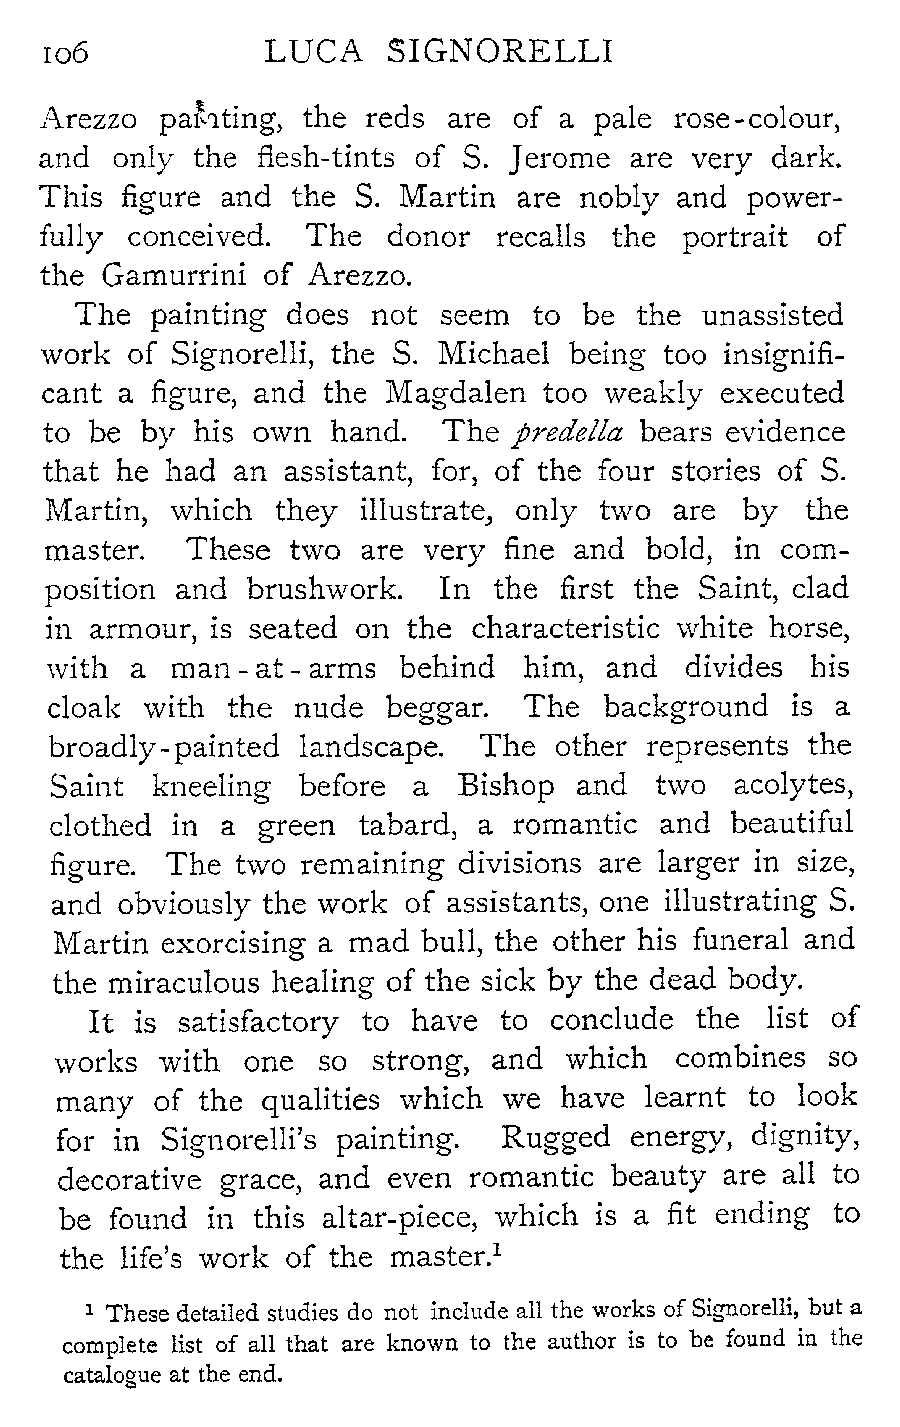 106 LUCA SIGNORELLI
Arezzo painting, the reds are of a pale rose-colour,
and only the flesh-tints of S. Jerome are very dark.
This figure and the S. Martin are nobly and power-
fully conceived. The donor recalls the portrait of
the Gamurrini of Arezzo.
The painting does not seem to be the unassisted
work of Signorelli, the S. Michael being too insignifi-
cant a figure, and the Magdalen too weakly executed
to be by his own hand. The predella bears evidence
that he had an assistant, for, of the four stories of S.
Martin, which they illustrate, only two are by the
master. These two are very fine and bold, in com-
position and brushwork. In the first the Saint, clad
in armour, is seated on the characteristic white horse,
with a man-at-arms behind him, and divides his
cloak with the nude beggar. The background is a
broadly-painted landscape. The other represents the
Saint kneeling before a Bishop and two acolytes,
clothed in a green tabard, a romantic and beautiful
figure. The two remaining divisions are larger in size,
and obviously the work of assistants, one illustrating S.
Martin exorcising a mad bull, the other his funeral and
the miraculous healing of the sick by the dead body.
It is satisfactory to have to conclude the list of
works with one so strong, and which combines so
many of the qualities which we have learnt to look
for in Signorelli's painting. Rugged energy, dignity,
decorative grace, and even romantic beauty are all to
be found in this altar-piece, which is a fit ending to
the life's work of the master.¹
¹ These detailed studies do not include all the works of Signorelli, but a
complete list of all that are known to the author is to be found in the
catalogue at the end.